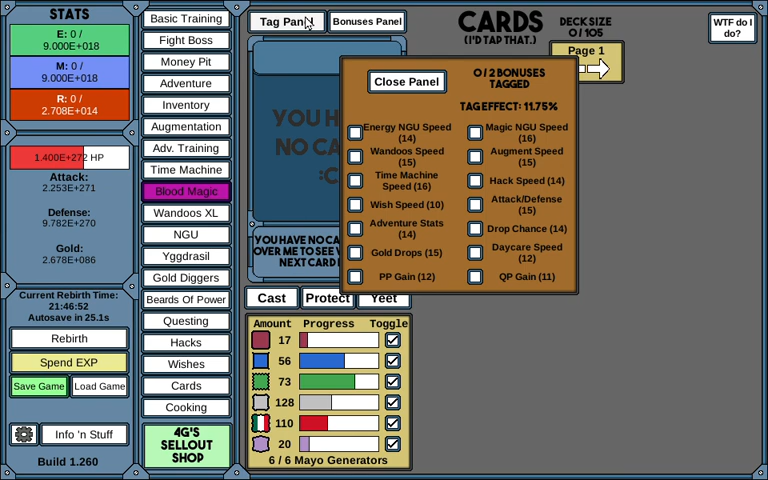 STATS
E: 0 /
9.000E+018
M: 0 /
9.000E+018
R: 0 /
2.708E+014
1.400E+272 HP
Attack:
2.253E+271
Defense:
9.782E+270
Gold:
2.678E+086
Current Rebirth Time:
21:46:52
Autosave in 25.1s
Rebirth
Spend EXP
Save Game
Load Game
Info 'n Stuff
Build 1.260
Basic Training
Fight Boss
Money Pit
Adventure
Inventory
Augmentation
Adv. Training
Time Machine
Blood Magic
Wandoos XL
NGU
Yggdrasil
Gold Diggers
Beards Of Power
Questing
Hacks
Wishes
Cards
Cooking
4G'S
SELLOUT
SHOP
Tag Panel
Bonuses Panel
CARDS
(I'D TAP THAT.)
DECK SIZE
0 / 105
WTF do I
do?
Page 1
YOU H
NO CA
:C
YOU HAVE NO CA
OVER ME TO SEE
NEXT CARD
Close Panel
0 / 2 BONUSES
TAGGED
TAG EFFECT: 11.75%
Energy NGU Speed
(14)
Magic NGU Speed
(16)
Wandoos Speed
(15)
Augment Speed
(15)
Time Machine
Speed (16)
Hack Speed (14)
Wish Speed (10)
Attack/Defense
(15)
Adventure Stats
(14)
Drop Chance (14)
Gold Drops (15)
Daycare Speed
(12)
PP Gain (12)
QP Gain (11)
Cast
Protect
Yeet
Amount Progress Toggle
17
56
73
128
110
20
6 / 6 Mayo Generators